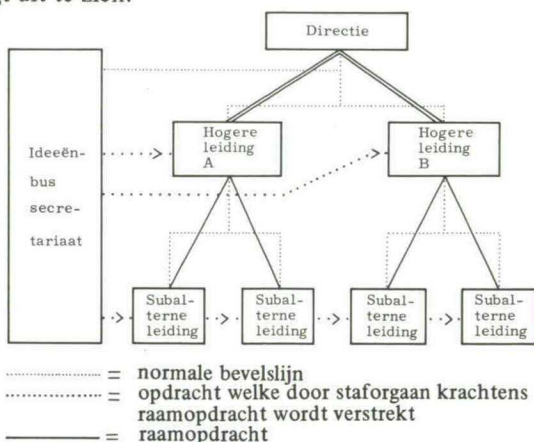 Directie
Ideeën-
bus
secre-
tariaat
Hogere
leiding
A
Hogere
leiding
B
Subal-
terne
leiding
Subal-
terne
leiding
Subal-
terne
leiding
Subal-
terne
leiding
= normale bevelslijn
= opdracht welke door staforgaan krachtens
raamopdracht wordt verstrekt
= raamopdracht